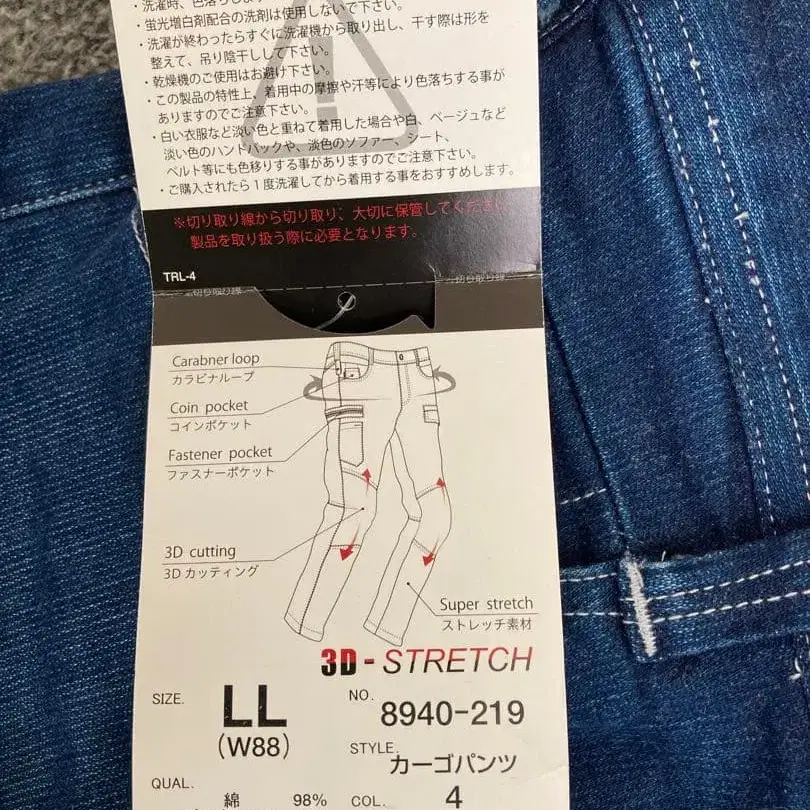 ・洗濯時、色落ちしま
・蛍光増白剤配合の洗剤は使用しないで下さい。
・洗濯が終わったらすぐに洗濯機から取り出し、干す際は形を
整えて、吊り陰干しして下さい。
・乾燥機のご使用はお避け下さい。
・この製品の特性上、着用中の摩擦や汗等により色落ちする事が
ありますのでご注意下さい。
・白い衣服など淡い色と重ねて着用した場合や白、ベージュなど
淡い色のハンドバックや、淡色のソファー、シート、
ベルト等にも色移りする事がありますのでご注意下さい。
・ご購入されたら1度洗濯してから着用する事をおすすめします。
※切り取り線から切り取り、大切に保管してください
製品を取り扱う際に必要となります。
TRL-4
切り取り線 切り取り線
Carabner loop
カラビナループ
Coin pocket
コインポケット
Fastener pocket
ファスナーポケット
3D cutting
3Dカッティング
Super stretch
ストレッチ素材
3D-STRETCH
SIZE. LL NO. 8940-219
(W88) STYLE. カーゴパンツ
QUAL.
綿 98% COL. 4